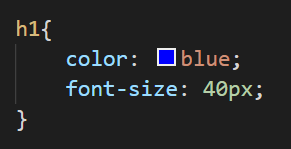 h1{
    color: blue;
    font-size: 40px;
}